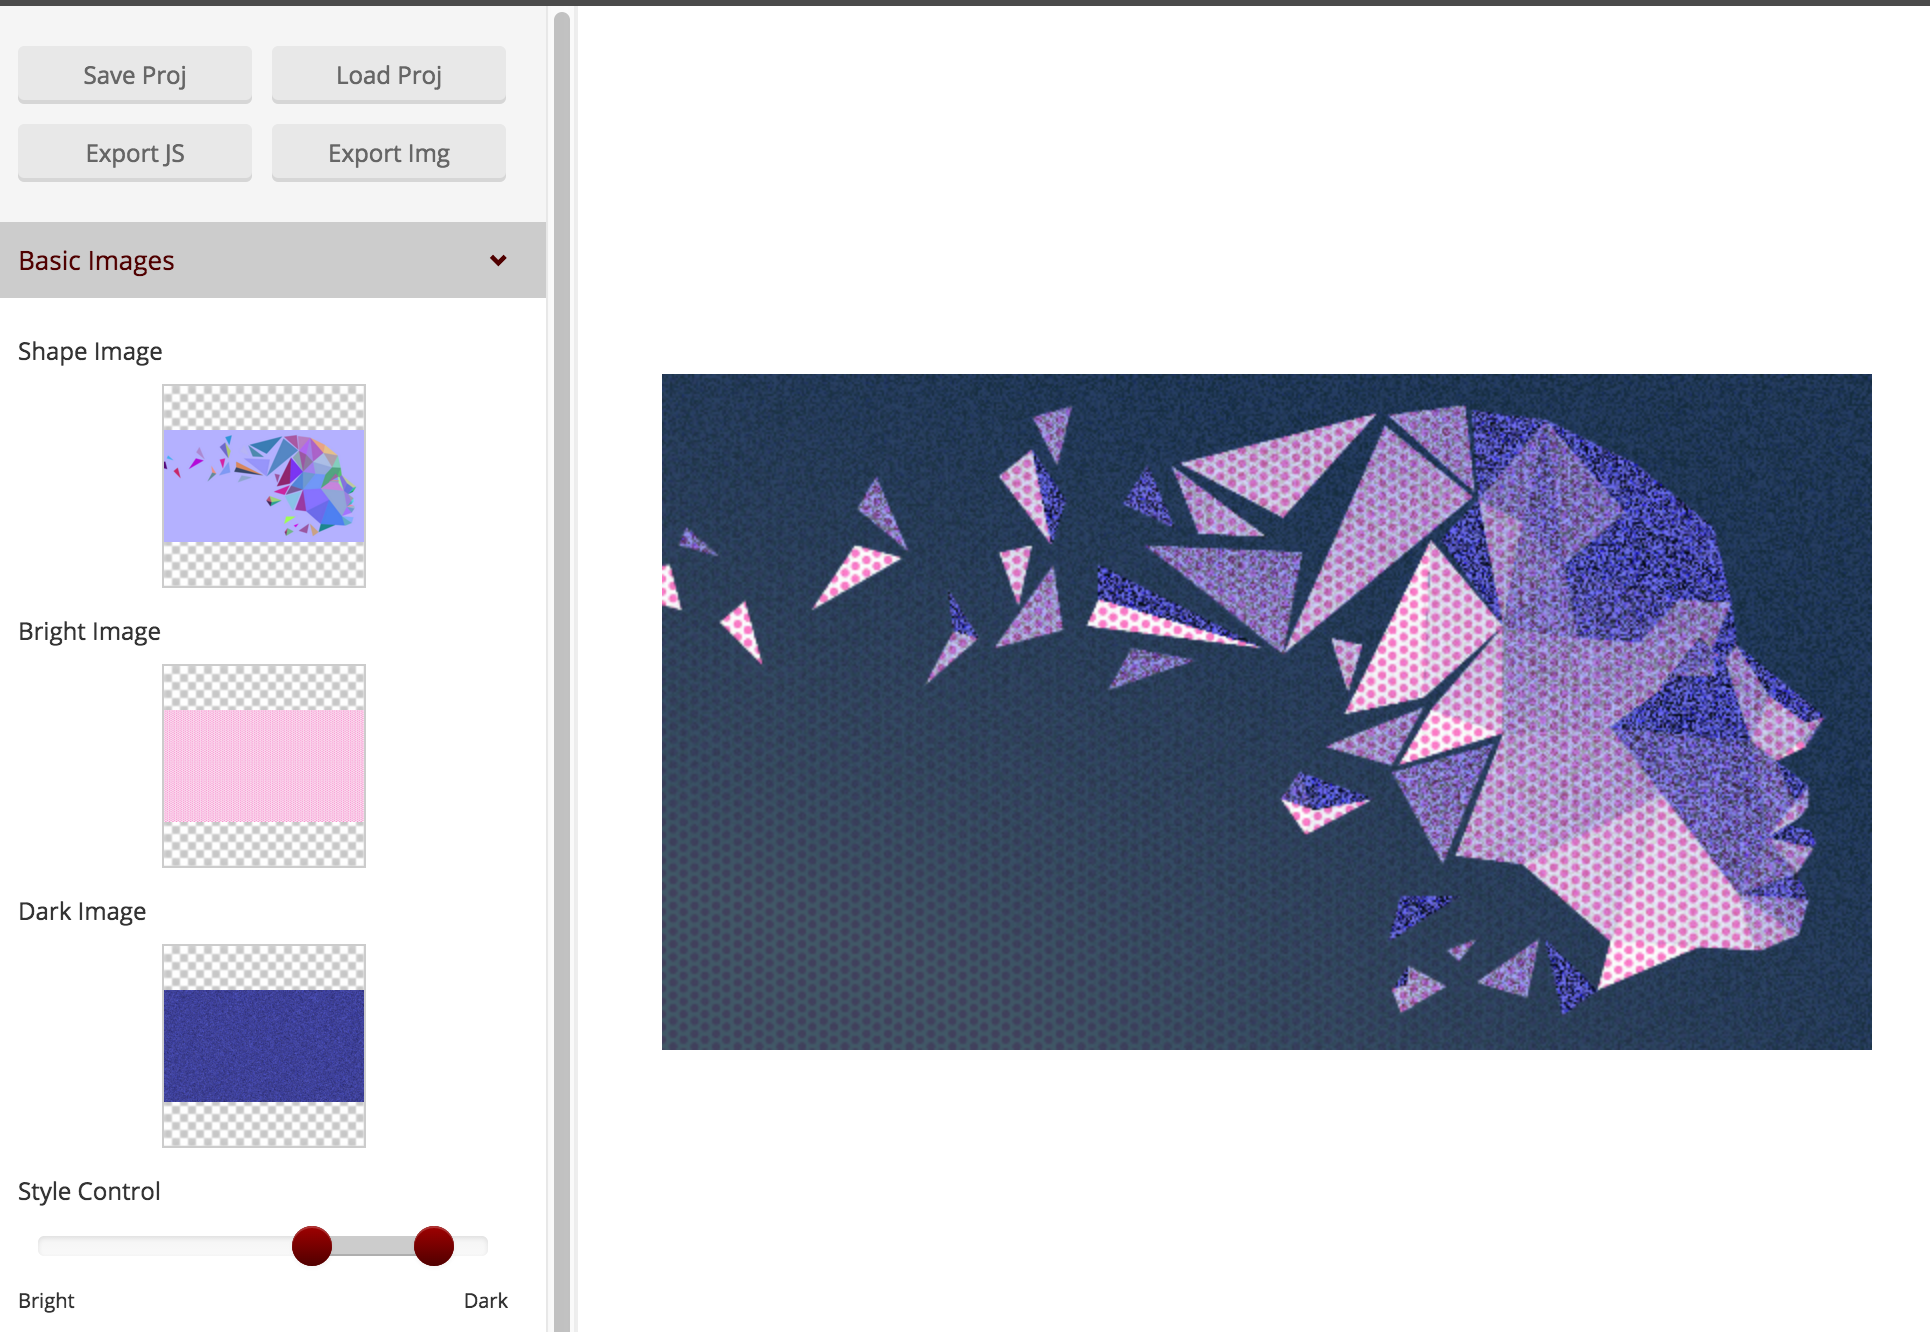 Save Proj
Load Proj
Export JS
Export Img
Basic Images
Shape Image
Bright Image
Dark Image
Style Control
Bright
Dark